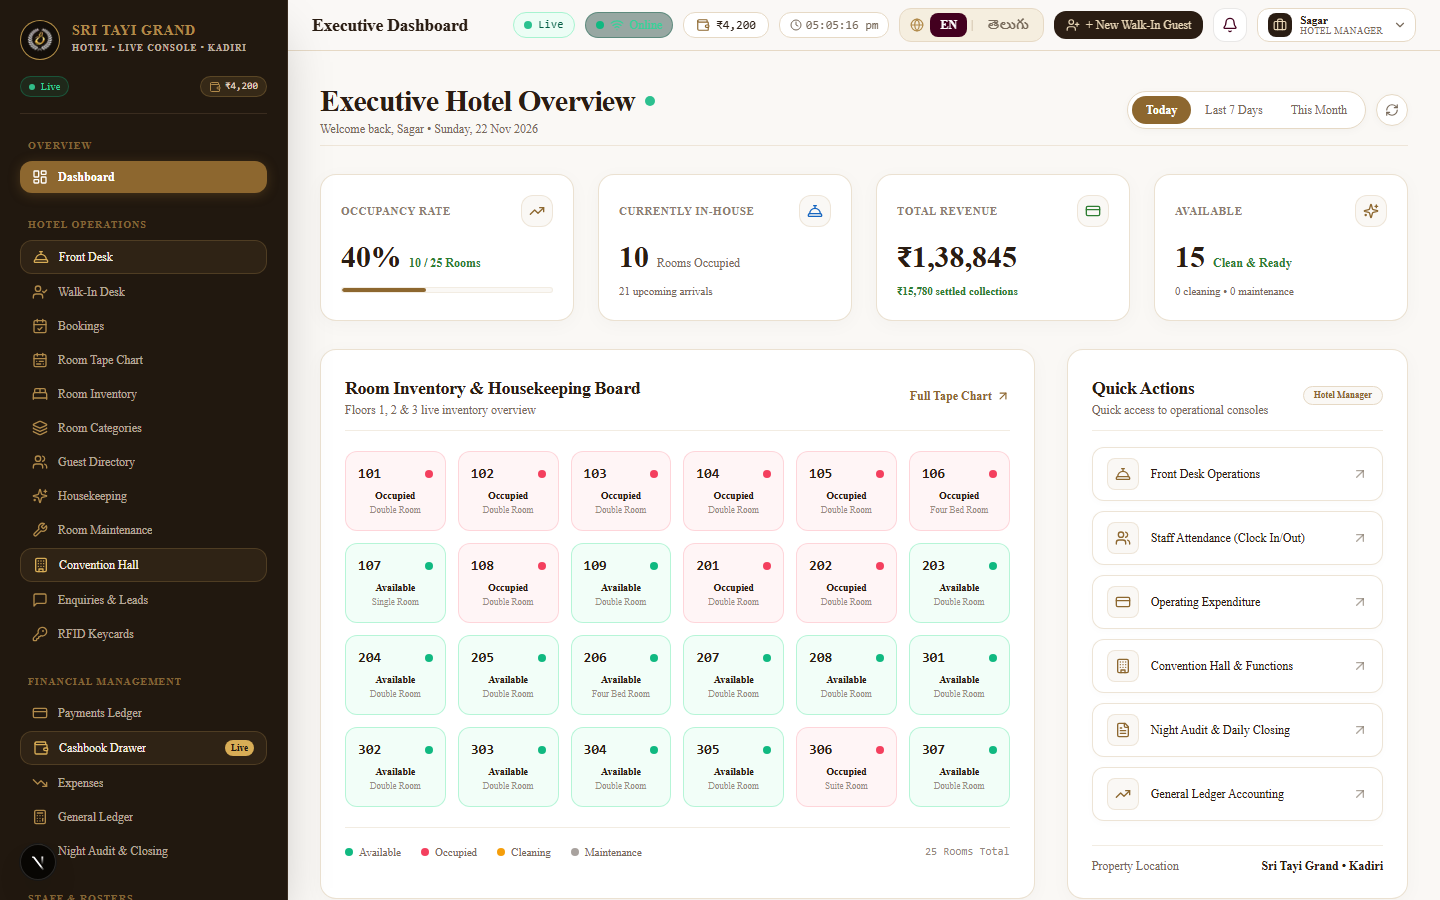 SRI TAYI GRAND
HOTEL • LIVE CONSOLE • KADIRI
Live
₹4,200
OVERVIEW
Dashboard
HOTEL OPERATIONS
Front Desk
Walk-In Desk
Bookings
Room Tape Chart
Room Inventory
Room Categories
Guest Directory
Housekeeping
Room Maintenance
Convention Hall
Enquiries & Leads
RFID Keycards
FINANCIAL MANAGEMENT
Payments Ledger
Cashbook Drawer Live
Expenses
General Ledger
Night Audit & Closing
STAFF & ROSTERS
Executive Dashboard
Live
Online
₹4,200
05:05:16 pm
EN
తెలుగు
+ New Walk-In Guest
Sagar
HOTEL MANAGER
Executive Hotel Overview
Welcome back, Sagar • Sunday, 22 Nov 2026
Today Last 7 Days This Month
OCCUPANCY RATE
40% 10 / 25 Rooms
CURRENTLY IN-HOUSE
10 Rooms Occupied
21 upcoming arrivals
TOTAL REVENUE
₹1,38,845
₹15,780 settled collections
AVAILABLE
15 Clean & Ready
0 cleaning • 0 maintenance
Room Inventory & Housekeeping Board
Floors 1, 2 & 3 live inventory overview
Full Tape Chart
101 102 103 104 105 106
Occupied Occupied Occupied Occupied Occupied Occupied
Double Room Double Room Double Room Double Room Double Room Four Bed Room
107 108 109 201 202 203
Available Occupied Available Occupied Occupied Available
Single Room Double Room Double Room Double Room Double Room Double Room
204 205 206 207 208 301
Available Available Available Available Available Available
Double Room Double Room Four Bed Room Double Room Double Room Double Room
302 303 304 305 306 307
Available Available Available Available Occupied Available
Double Room Double Room Double Room Double Room Suite Room Double Room
Available Occupied Cleaning Maintenance
25 Rooms Total
Quick Actions
Quick access to operational consoles
Hotel Manager
Front Desk Operations
Staff Attendance (Clock In/Out)
Operating Expenditure
Convention Hall & Functions
Night Audit & Daily Closing
General Ledger Accounting
Property Location Sri Tayi Grand • Kadiri